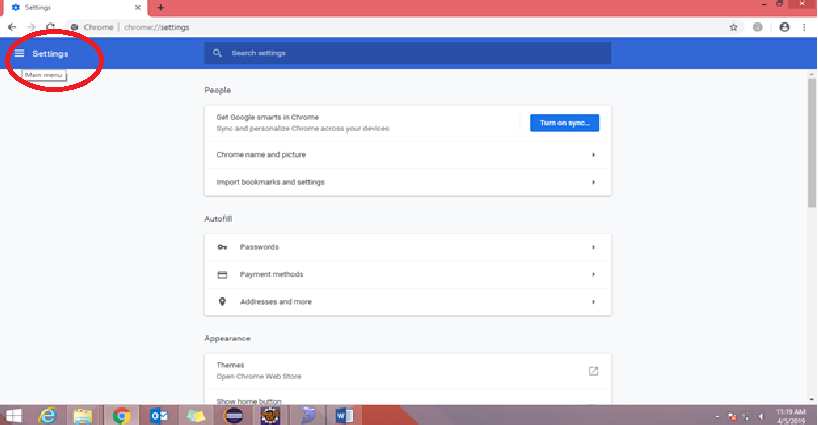 Settings
Chrome | chrome://settings
Settings
Search settings
Main menu
People
Get Google smarts in Chrome
Sync and personalize Chrome across your devices
Turn on sync...
Chrome name and picture
Import bookmarks and settings
Autofill
Passwords
Payment methods
Addresses and more
Appearance
Themes
Open Chrome Web Store
Show home button
11:19 AM
4/5/2019